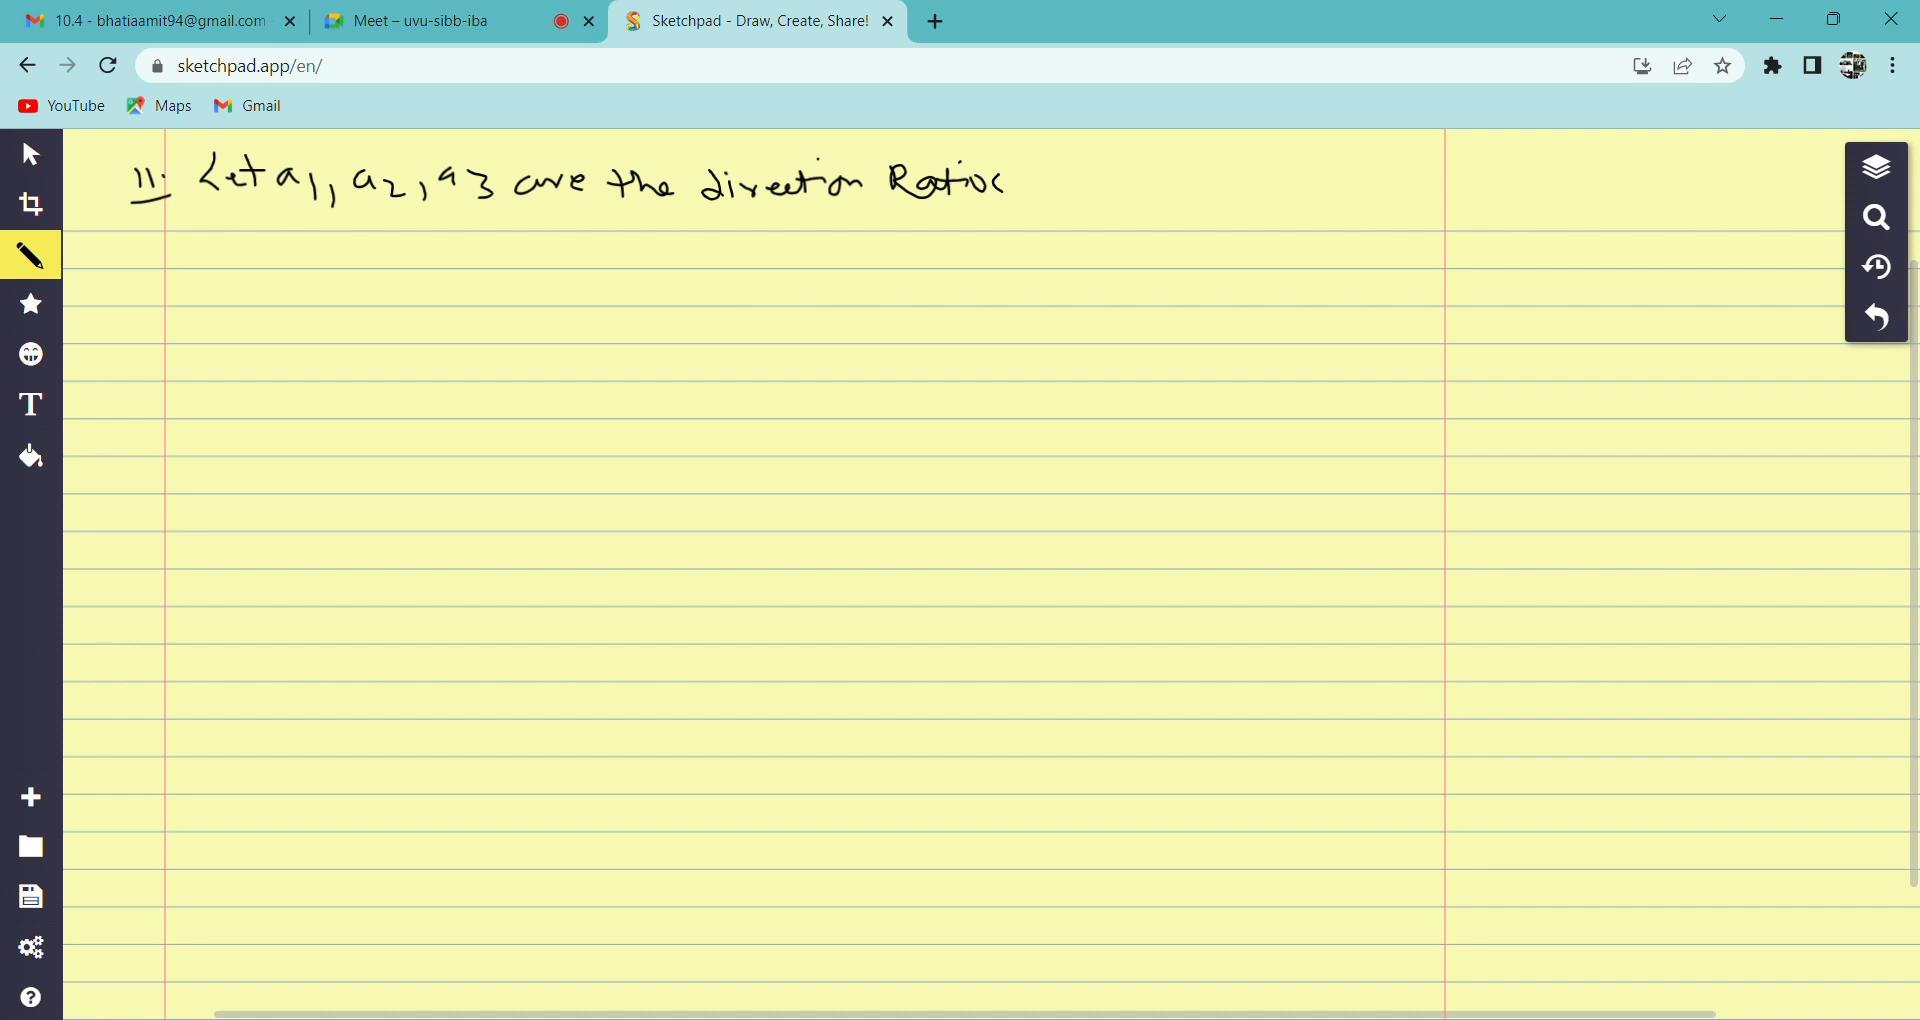 10.4 - bhatiaamit94@gmail.com
Meet – uvu-sibb-iba
Sketchpad - Draw, Create, Share!
sketchpad.app/en/
YouTube
Maps
Gmail
11. Let a1, a2, a3 are the direction Ratios
T
?